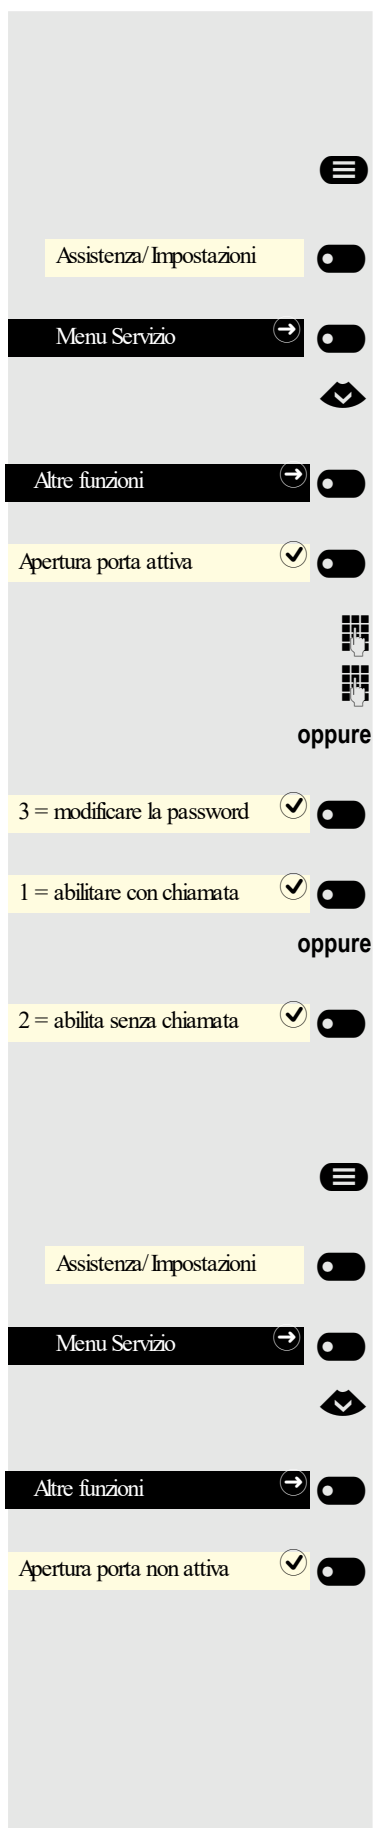 Assistenza/Impostazioni
Menu Servizio
Altre funzioni
Apertura porta attiva
oppure
3 = modificare la password
1 = abilitare con chiamata
oppure
2 = abilita senza chiamata
Assistenza/Impostazioni
Menu Servizio
Altre funzioni
Apertura porta non attiva